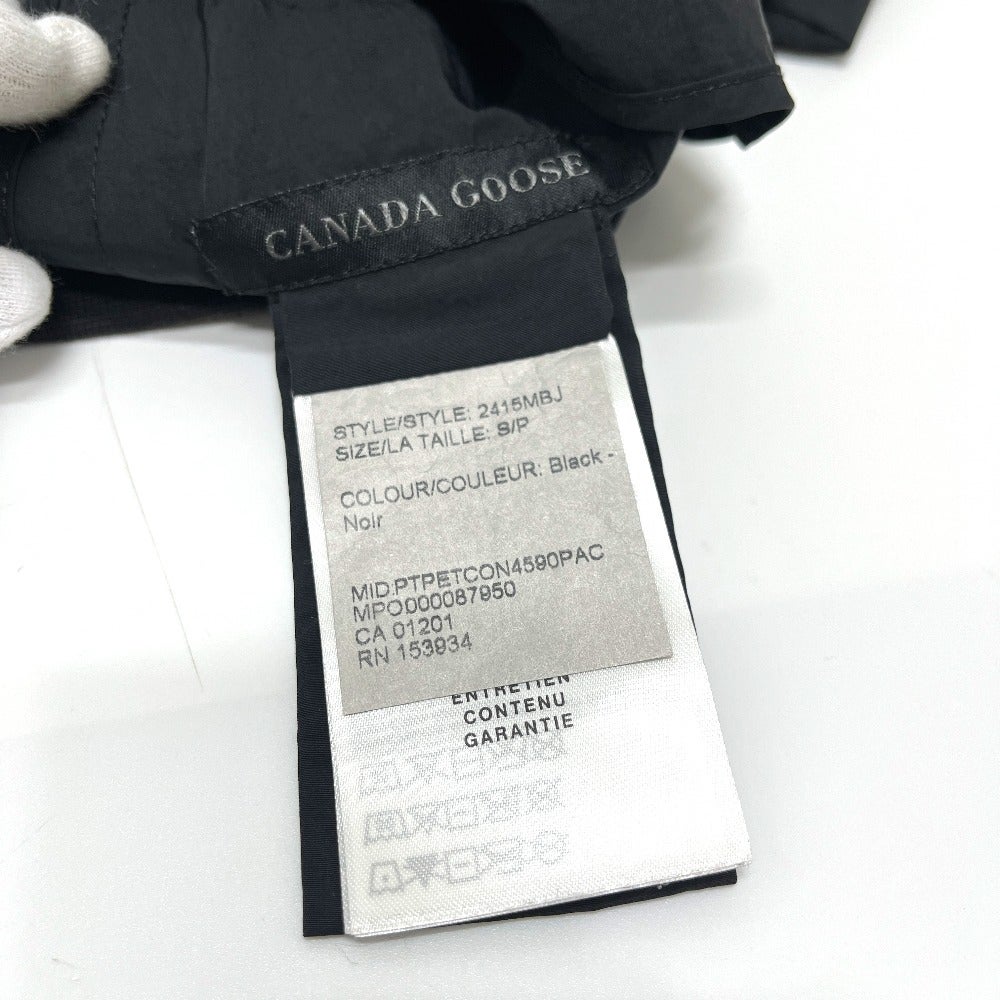 CANADA GOOSE
STYLE/STYLE: 2415MBJ
SIZE/LA TAILLE: S/P
COLOUR/COULEUR: Black -
Noir
MID:PTPETCON4590PAC
MPO000087950
CA 01201
RN 153934
ENTRETIEN
CONTENU
GARANTIE